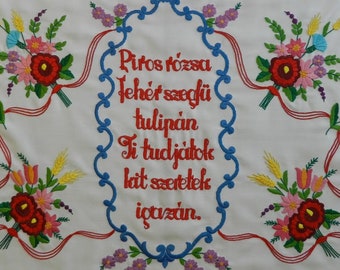 Piros rózsa
fehér szegfű
tulipán
Ti tudjátok
kit szeretek
igazán.